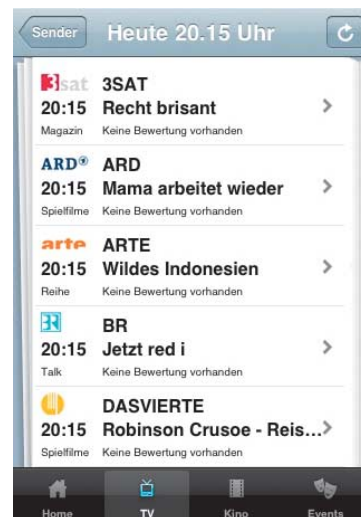 Sender
Heute 20.15 Uhr
3sat 3SAT
20:15 Recht brisant
Magazin Keine Bewertung vorhanden
ARD ARD
20:15 Mama arbeitet wieder
Spielfilme Keine Bewertung vorhanden
arte ARTE
20:15 Wildes Indonesien
Reihe Keine Bewertung vorhanden
BR
20:15 Jetzt red i
Talk Keine Bewertung vorhanden
DASVIERTE
20:15 Robinson Crusoe - Reis...
Spielfilme Keine Bewertung vorhanden
Home TV Kino Events